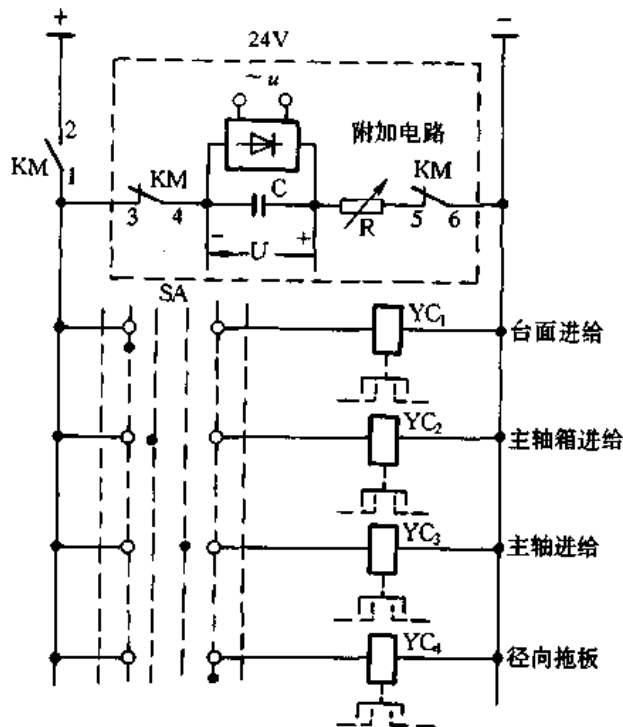 + −
24V
~u
附加电路
2
KM
1
KM
C
KM
3 4
R
5 6
− U +
SA
YC₁ 台面进给
YC₂ 主轴箱进给
YC₃ 主轴进给
YC₄ 径向拖板